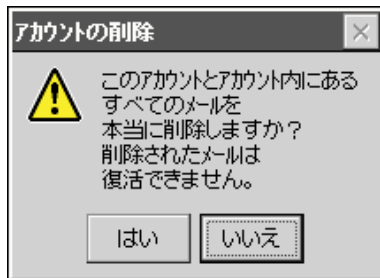 ｱｶｳﾝﾄの削除
このｱｶｳﾝﾄとｱｶｳﾝﾄ内にある
すべてのﾒｰﾙを
本当に削除しますか？
削除されたﾒｰﾙは
復活できません。
はい
いいえ